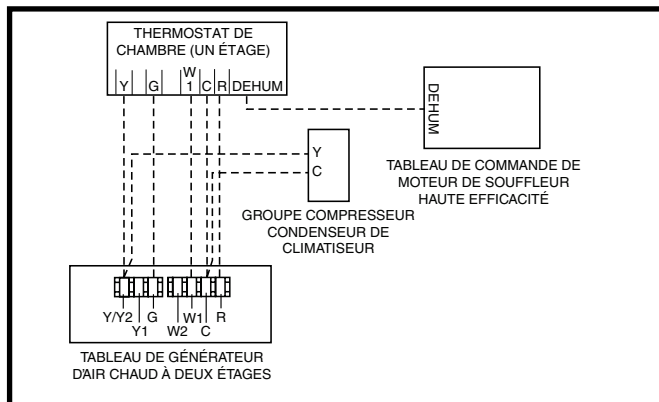 THERMOSTAT DE
CHAMBRE (UN ÉTAGE)
Y G W1 C R DEHUM
DEHUM
TABLEAU DE COMMANDE DE
MOTEUR DE SOUFFLEUR
HAUTE EFFICACITÉ
Y
C
GROUPE COMPRESSEUR
CONDENSEUR DE
CLIMATISEUR
Y/Y2 G W1 R
Y1 W2 C
TABLEAU DE GÉNÉRATEUR
D'AIR CHAUD À DEUX ÉTAGES